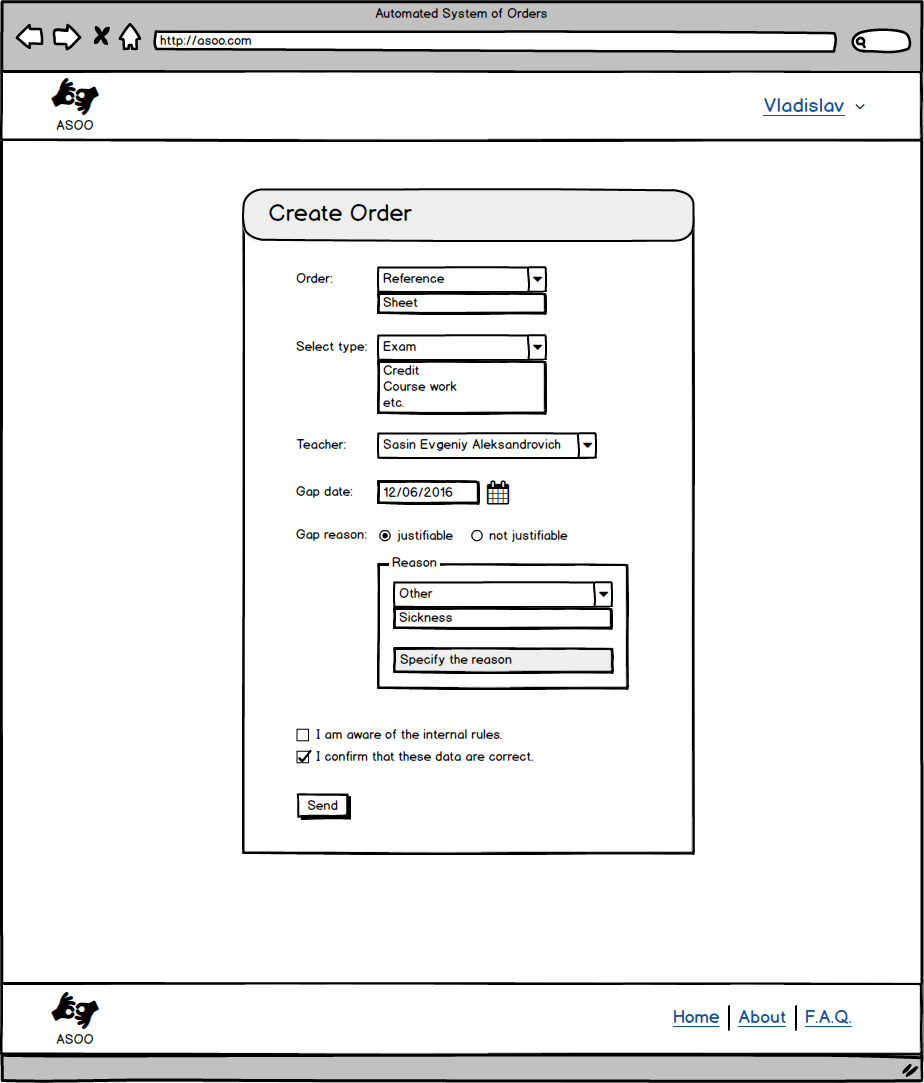 Automated System of Orders
http://asoo.com
ASOO
Vladislav
Create Order
Order: Reference
Sheet
Select type: Exam
Credit
Course work
etc.
Teacher: Sasin Evgeniy Aleksandrovich
Gap date: 12/06/2016
Gap reason: justifiable not justifiable
Reason
Other
Sickness
Specify the reason
I am aware of the internal rules.
I confirm that these data are correct.
Send
ASOO
Home About F.A.Q.